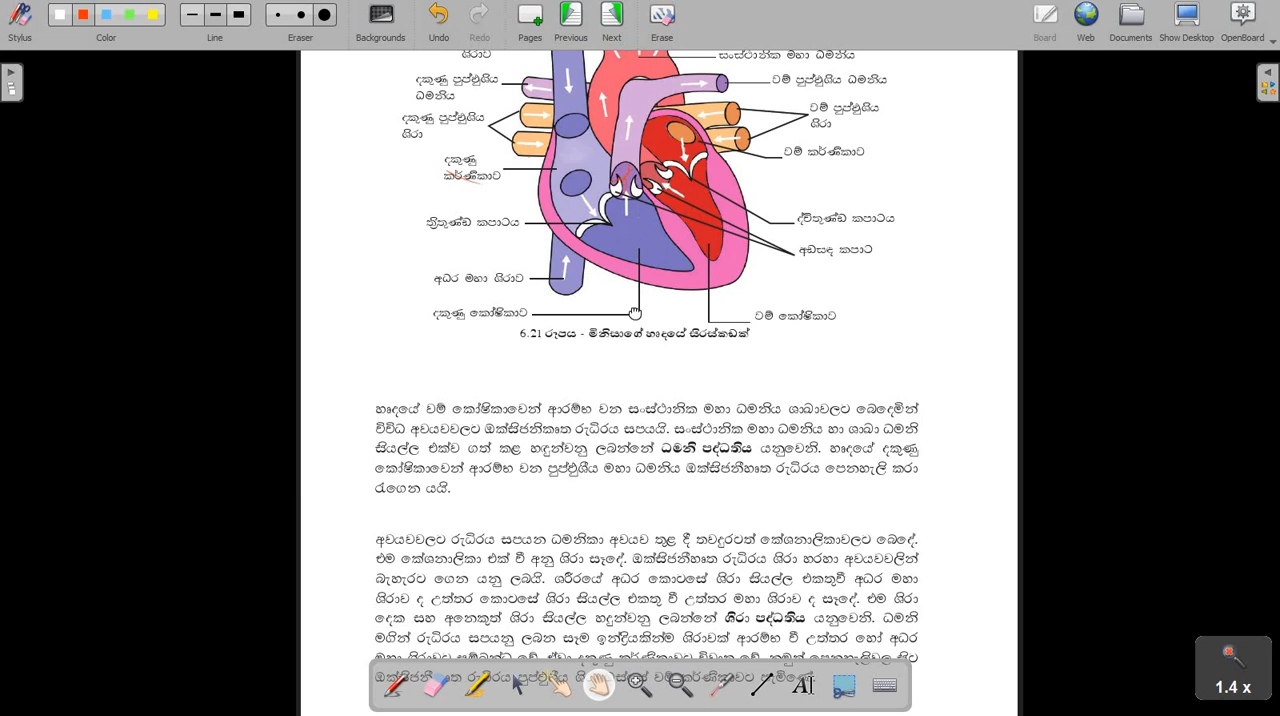 Stylus
Color
Line
Eraser
Backgrounds
Undo
Redo
Pages
Previous
Next
Erase
Board
Web
Documents
Show Desktop
OpenBoard
ශිරාව
සංස්ථානික මහා ධමනිය
දකුණු පුප්ඵුශීය
ධමනිය
වම් පුප්ඵුශීය ධමනිය
දකුණු පුප්ඵුශීය
ශිරා
වම් පුප්ඵුශීය
ශිරා
දකුණු
කර්ණිකාව
වම් කර්ණිකාව
ත්‍රිතුණ්ඩ කපාටය
ද්විතුණ්ඩ කපාටය
අඩසඳ කපාට
අධර මහා ශිරාව
දකුණු කෝෂිකාව
වම් කෝෂිකාව
6.21 රූපය - මිනිසාගේ හෘදයේ සිරස්කඩක්
හෘදයේ වම් කෝෂිකාවෙන් ආරම්භ වන සංස්ථානික මහා ධමනිය ශාඛාවලට බෙදෙමින්
විවිධ අවයවවලට ඔක්සිජනීකෘත රුධිරය සපයයි. සංස්ථානික මහා ධමනිය හා ශාඛා ධමනි
සියල්ල එක්ව ගත් කළ හඳුන්වනු ලබන්නේ ධමනි පද්ධතිය යනුවෙනි. හෘදයේ දකුණු
කෝෂිකාවෙන් ආරම්භ වන පුප්ඵුශීය මහා ධමනිය ඔක්සිජනීහෘත රුධිරය පෙනහැලි කරා
රැගෙන යයි.
අවයවවලට රුධිරය සපයන ධමනිකා අවයව තුළ දී තවදුරටත් කේශනාලිකාවලට බෙදේ.
එම කේශනාලිකා එක් වී අනු ශිරා සෑදේ. ඔක්සිජනීහෘත රුධිරය ශිරා හරහා අවයවවලින්
බැහැරට ගෙන යනු ලබයි. ශරීරයේ අධර කොටසේ ශිරා සියල්ල එකතුවී අධර මහා
ශිරාව ද උත්තර කොටසේ ශිරා සියල්ල එකතු වී උත්තර මහා ශිරාව ද සෑදේ. එම ශිරා
දෙක සහ අනෙකුත් ශිරා සියල්ල හඳුන්වනු ලබන්නේ ශිරා පද්ධතිය යනුවෙනි. ධමනි
මගින් රුධිරය සපයනු ලබන සෑම ඉන්ද්‍රියකින්ම ශිරාවක් ආරම්භ වී උත්තර හෝ අධර
1.4 x